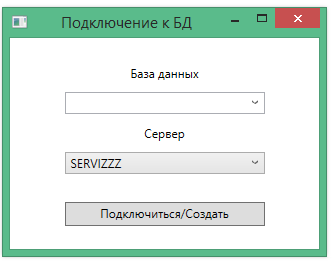 Подключение к БД
База данных
Сервер
SERVIZZZ
Подключиться/Создать